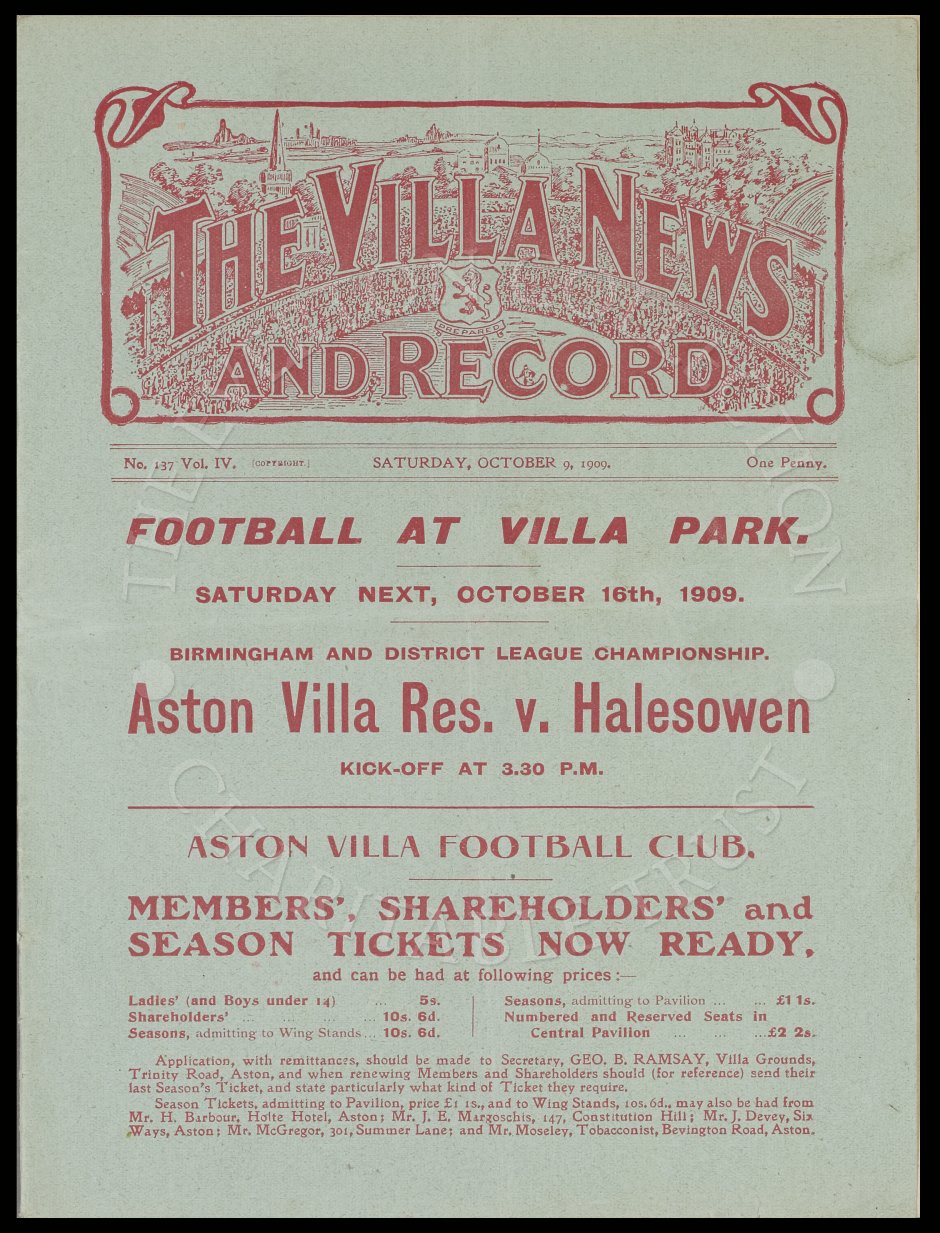 THE VILLA NEWS
PREPARED
AND RECORD.
No. 137 Vol. IV. [COPYRIGHT.] SATURDAY, OCTOBER 9, 1909. One Penny.
FOOTBALL AT VILLA PARK.
SATURDAY NEXT, OCTOBER 16th, 1909.
BIRMINGHAM AND DISTRICT LEAGUE CHAMPIONSHIP.
Aston Villa Res. v. Halesowen
KICK-OFF AT 3.30 P.M.
ASTON VILLA FOOTBALL CLUB.
MEMBERS', SHAREHOLDERS' and
SEASON TICKETS NOW READY,
and can be had at following prices:—
Ladies' (and Boys under 14) ... 5s.
Shareholders' ... ... ... ... 10s. 6d.
Seasons, admitting to Wing Stands... 10s. 6d.
Seasons, admitting to Pavilion ... ... £1 1s.
Numbered and Reserved Seats in
Central Pavilion ... ... ...£2 2s.
Application, with remittances, should be made to Secretary, GEO. B. RAMSAY, Villa Grounds,
Trinity Road, Aston, and when renewing Members and Shareholders should (for reference) send their
last Season's Ticket, and state particularly what kind of Ticket they require.
Season Tickets, admitting to Pavilion, price £1 1s., and to Wing Stands, 10s. 6d., may also be had from
Mr. H. Barbour, Holte Hotel, Aston; Mr. J. E. Margoschis, 147, Constitution Hill; Mr. J. Devey, Six
Ways, Aston; Mr. McGregor, 301, Summer Lane; and Mr. Moseley, Tobacconist, Bevington Road, Aston.
CHARITABLE TRUST